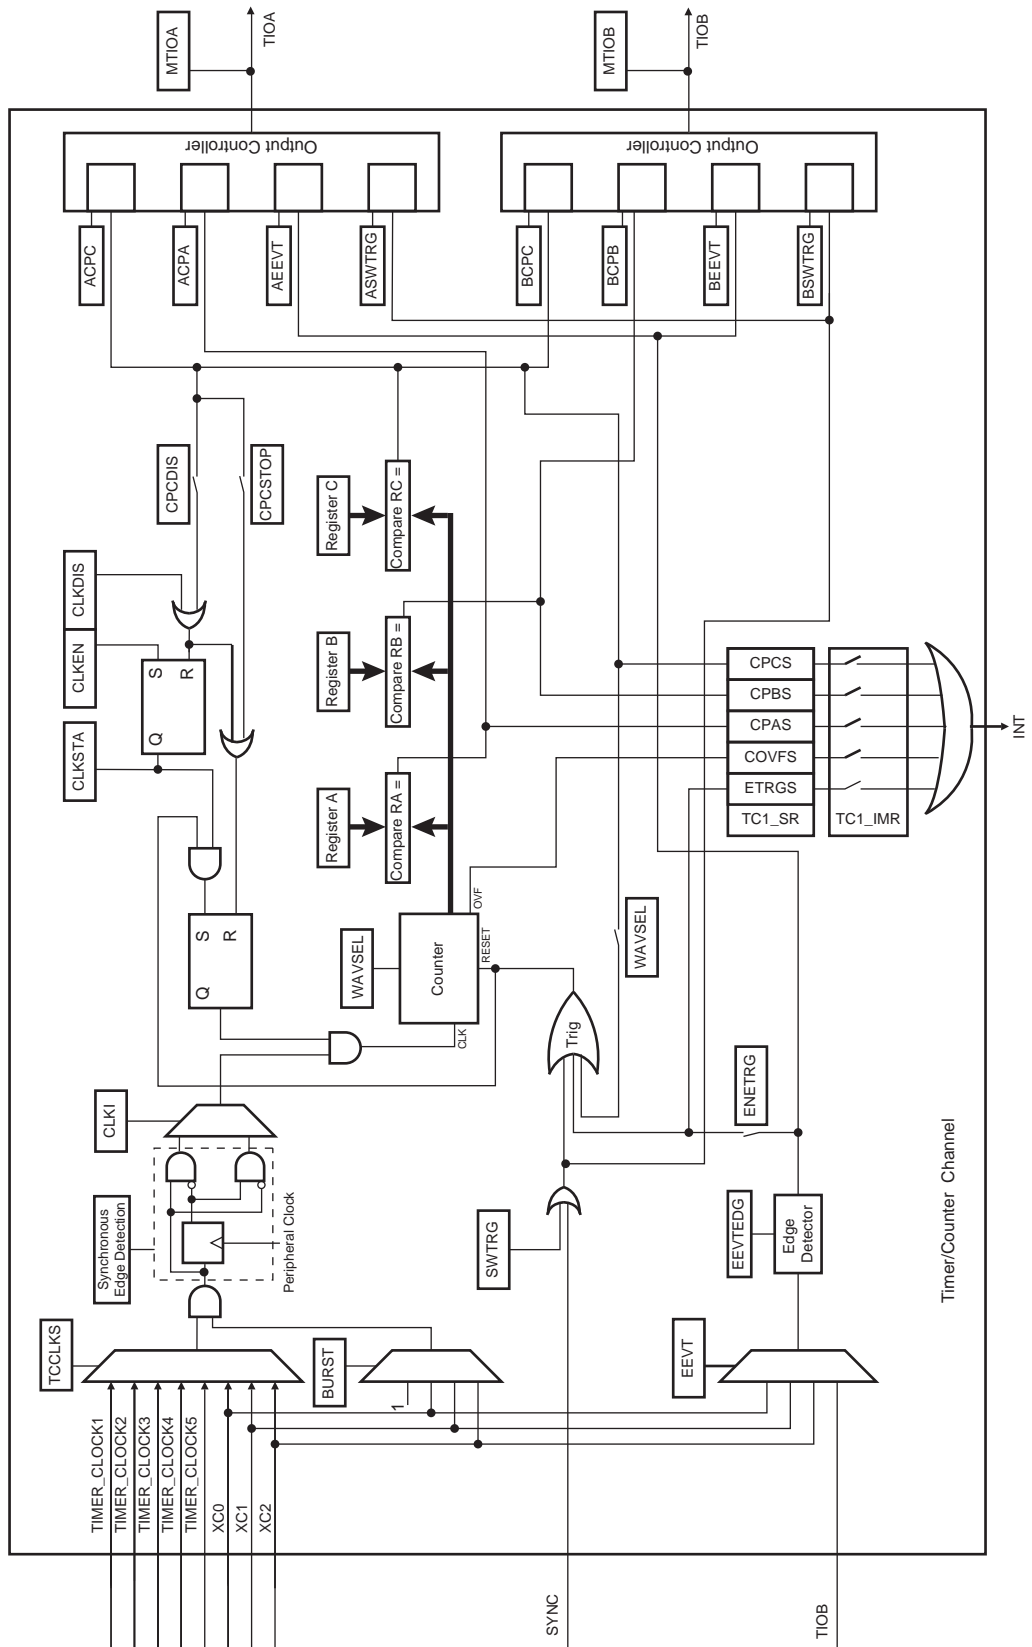 TCCLKS
TIMER_CLOCK1
TIMER_CLOCK2
TIMER_CLOCK3
TIMER_CLOCK4
TIMER_CLOCK5
XC0
XC1
XC2
Synchronous
Edge Detection
CLKI
Peripheral Clock
BURST
1
CLKSTA
CLKEN
CLKDIS
Q
S
R
Q
S
R
CPCDIS
CPCSTOP
ACPC
ACPA
AEEVT
ASWTRG
Output Controller
MTIOA
TIOA
Register A
Register B
Register C
Compare RA =
Compare RB =
Compare RC =
WAVSEL
Counter
CLK
RESET
OVF
SWTRG
SYNC
Trig
WAVSEL
BCPC
BCPB
BEEVT
BSWTRG
Output Controller
MTIOB
TIOB
EEVT
EEVTEDG
Edge
Detector
ENETRG
TIOB
CPCS
CPBS
CPAS
COVFS
ETRGS
TC1_SR
TC1_IMR
INT
Timer/Counter Channel